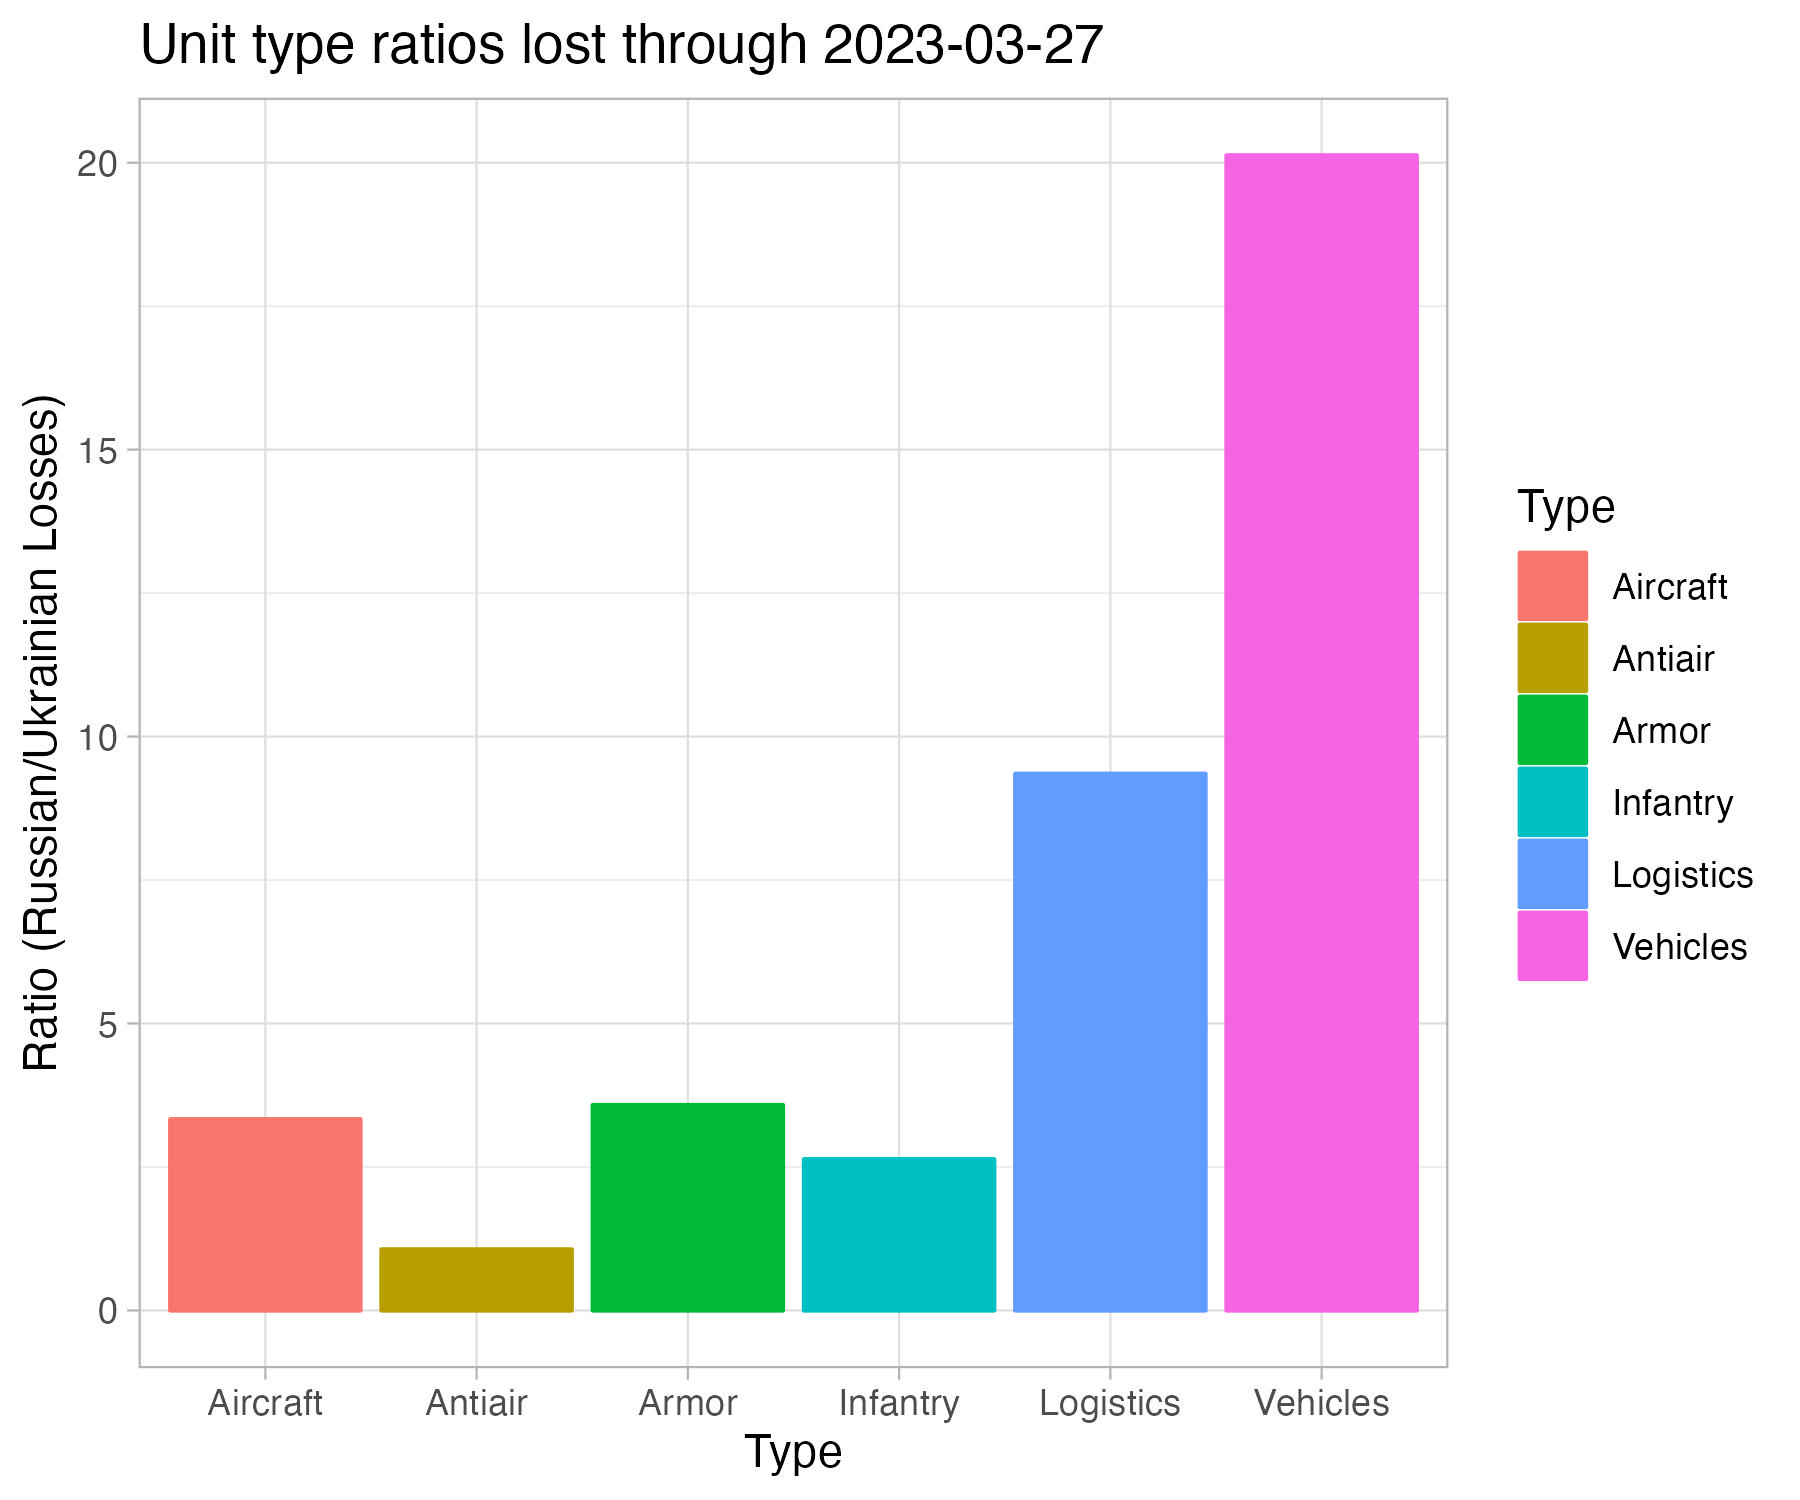 Unit type ratios lost through 2023-03-27
Ratio (Russian/Ukrainian Losses)
20
15
10
5
0
Aircraft
Antiair
Armor
Infantry
Logistics
Vehicles
Type
Type
Aircraft
Antiair
Armor
Infantry
Logistics
Vehicles